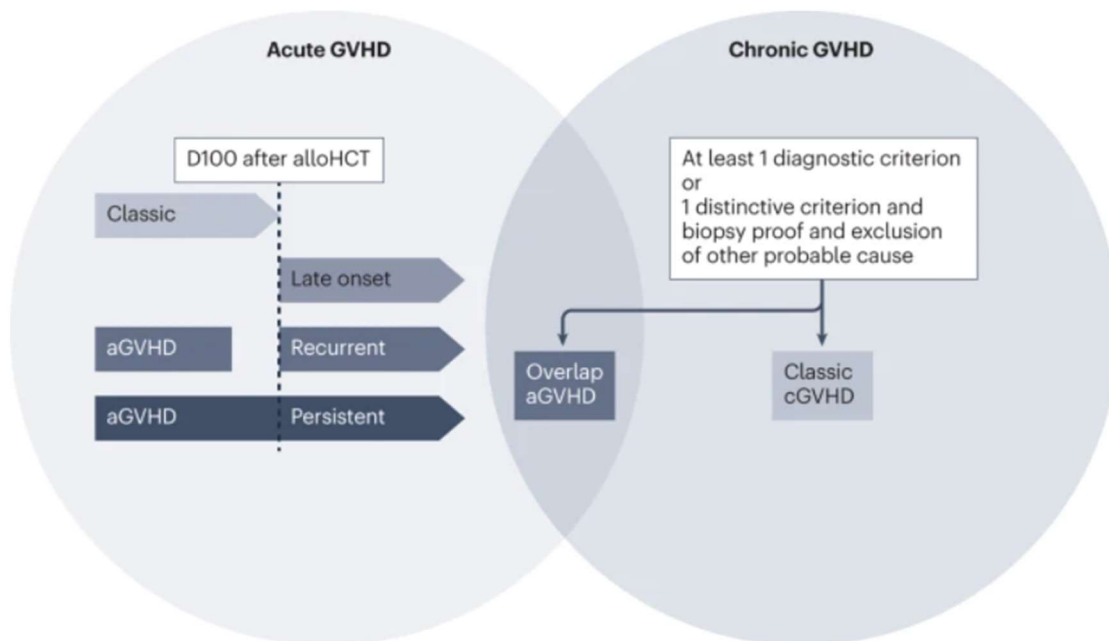 Acute GVHD
Chronic GVHD
D100 after alloHCT
Classic
Late onset
aGVHD
Recurrent
aGVHD
Persistent
At least 1 diagnostic criterion
or
1 distinctive criterion and
biopsy proof and exclusion
of other probable cause
Overlap
aGVHD
Classic
cGVHD